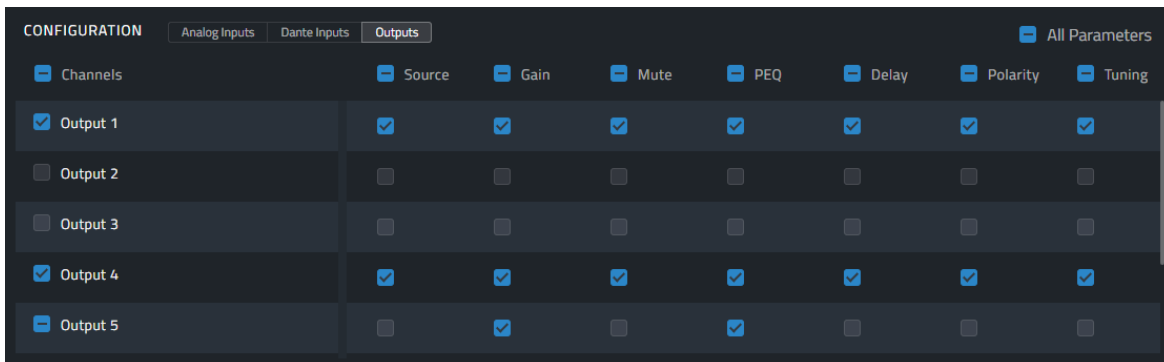 CONFIGURATION Analog Inputs Dante Inputs Outputs All Parameters
Channels Source Gain Mute PEQ Delay Polarity Tuning
Output 1
Output 2
Output 3
Output 4
Output 5